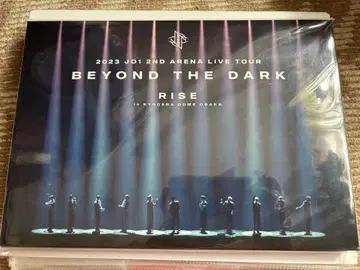 2023 JO1 2ND ARENA LIVE TOUR
BEYOND THE DARK
RISE
in KYOCERA DOME OSAKA